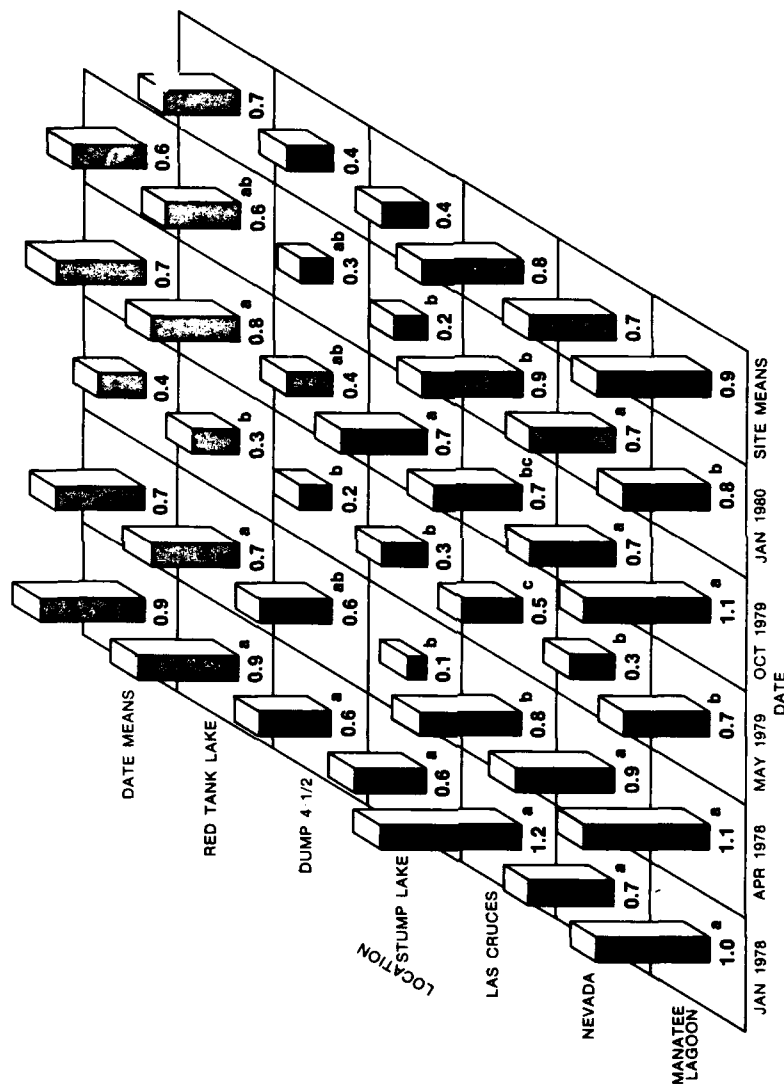 DATE MEANS
0.9 0.7 0.4 0.7 0.6
RED TANK LAKE
0.9 a 0.7 a 0.3 b 0.8 a 0.6 ab 0.7
DUMP 4 1/2
0.6 a 0.6 ab 0.2 b 0.4 ab 0.3 ab 0.4
LOCATION
STUMP LAKE
0.6 a 0.1 b 0.3 b 0.7 a 0.2 b 0.4
LAS CRUCES
1.2 a 0.8 b 0.5 c 0.7 bc 0.9 b 0.8
NEVADA
0.7 a 0.9 a 0.3 b 0.7 a 0.7 a 0.7
MANATEE
LAGOON
1.0 a 1.1 a 0.7 b 1.1 a 0.8 b 0.9
JAN 1978 APR 1978 MAY 1979 OCT 1979 JAN 1980 SITE MEANS
DATE